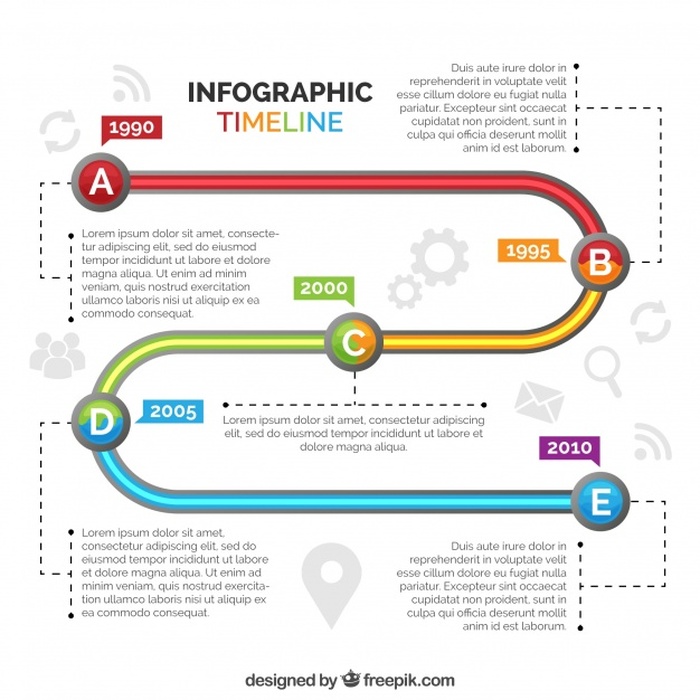 INFOGRAPHIC
TIMELINE
Duis aute irure dolor in
reprehenderit in voluptate velit
esse cillum dolore eu fugiat nulla
pariatur. Excepteur sint occaecat
cupidatat non proident, sunt in
culpa qui officia deserunt mollit
anim id est laborum.
1990
A
Lorem ipsum dolor sit amet, consecte-
tur adipiscing elit, sed do eiusmod
tempor incididunt ut labore et dolore
magna aliqua. Ut enim ad minim
veniam, quis nostrud exercitation
ullamco laboris nisi ut aliquip ex ea
commodo consequat.
1995
B
2000
C
Lorem ipsum dolor sit amet, consectetur adipiscing
elit, sed do eiusmod tempor incididunt ut labore et
dolore magna aliqua.
D
2005
2010
E
Lorem ipsum dolor sit amet,
consectetur adipiscing elit, sed do
eiusmod tempor incididunt ut labore
et dolore magna aliqua. Ut enim ad
minim veniam, quis nostrud exercita-
tion ullamco laboris nisi ut aliquip ex
ea commodo consequat.
Duis aute irure dolor in
reprehenderit in voluptate velit
esse cillum dolore eu fugiat nulla
pariatur. Excepteur sint occaecat
cupidatat non proident, sunt in
culpa qui officia deserunt mollit
anim id est laborum.
designed by freepik.com